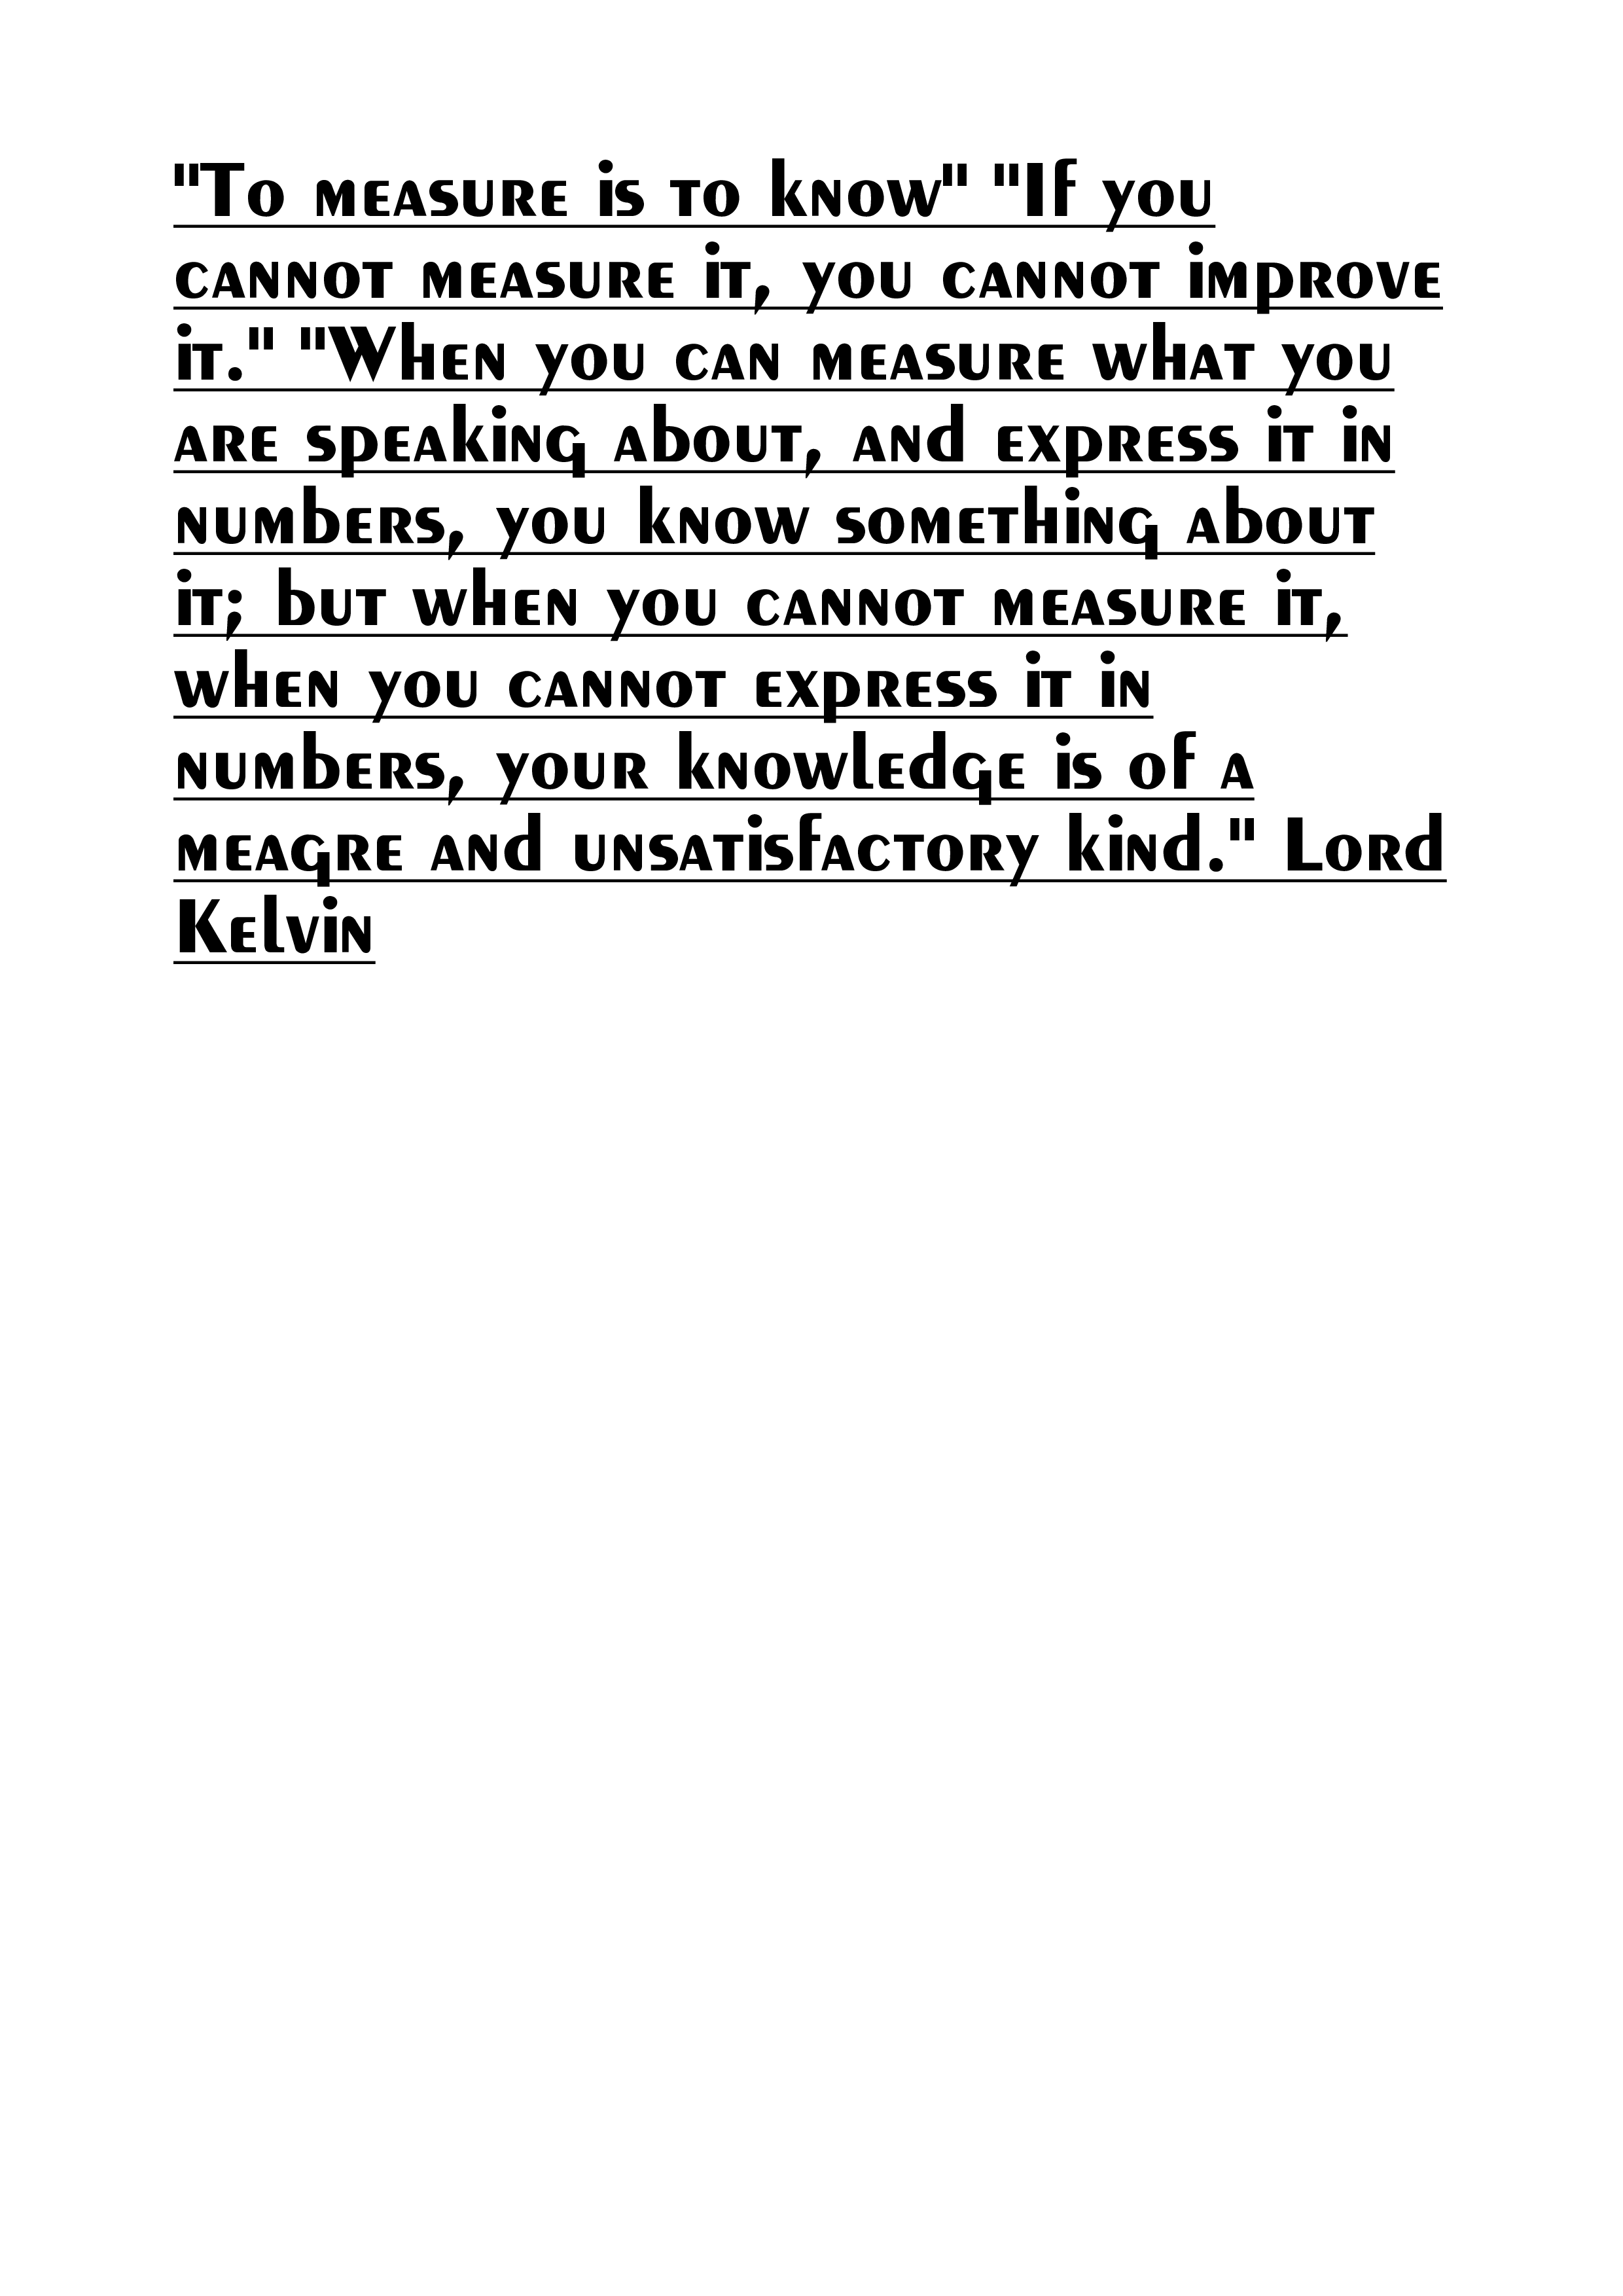 "To measure is to know" "If you
cannot measure it, you cannot improve
it." "When you can measure what you
are speaking about, and express it in
numbers, you know something about
it; but when you cannot measure it,
when you cannot express it in
numbers, your knowledge is of a
meagre and unsatisfactory kind." Lord
Kelvin